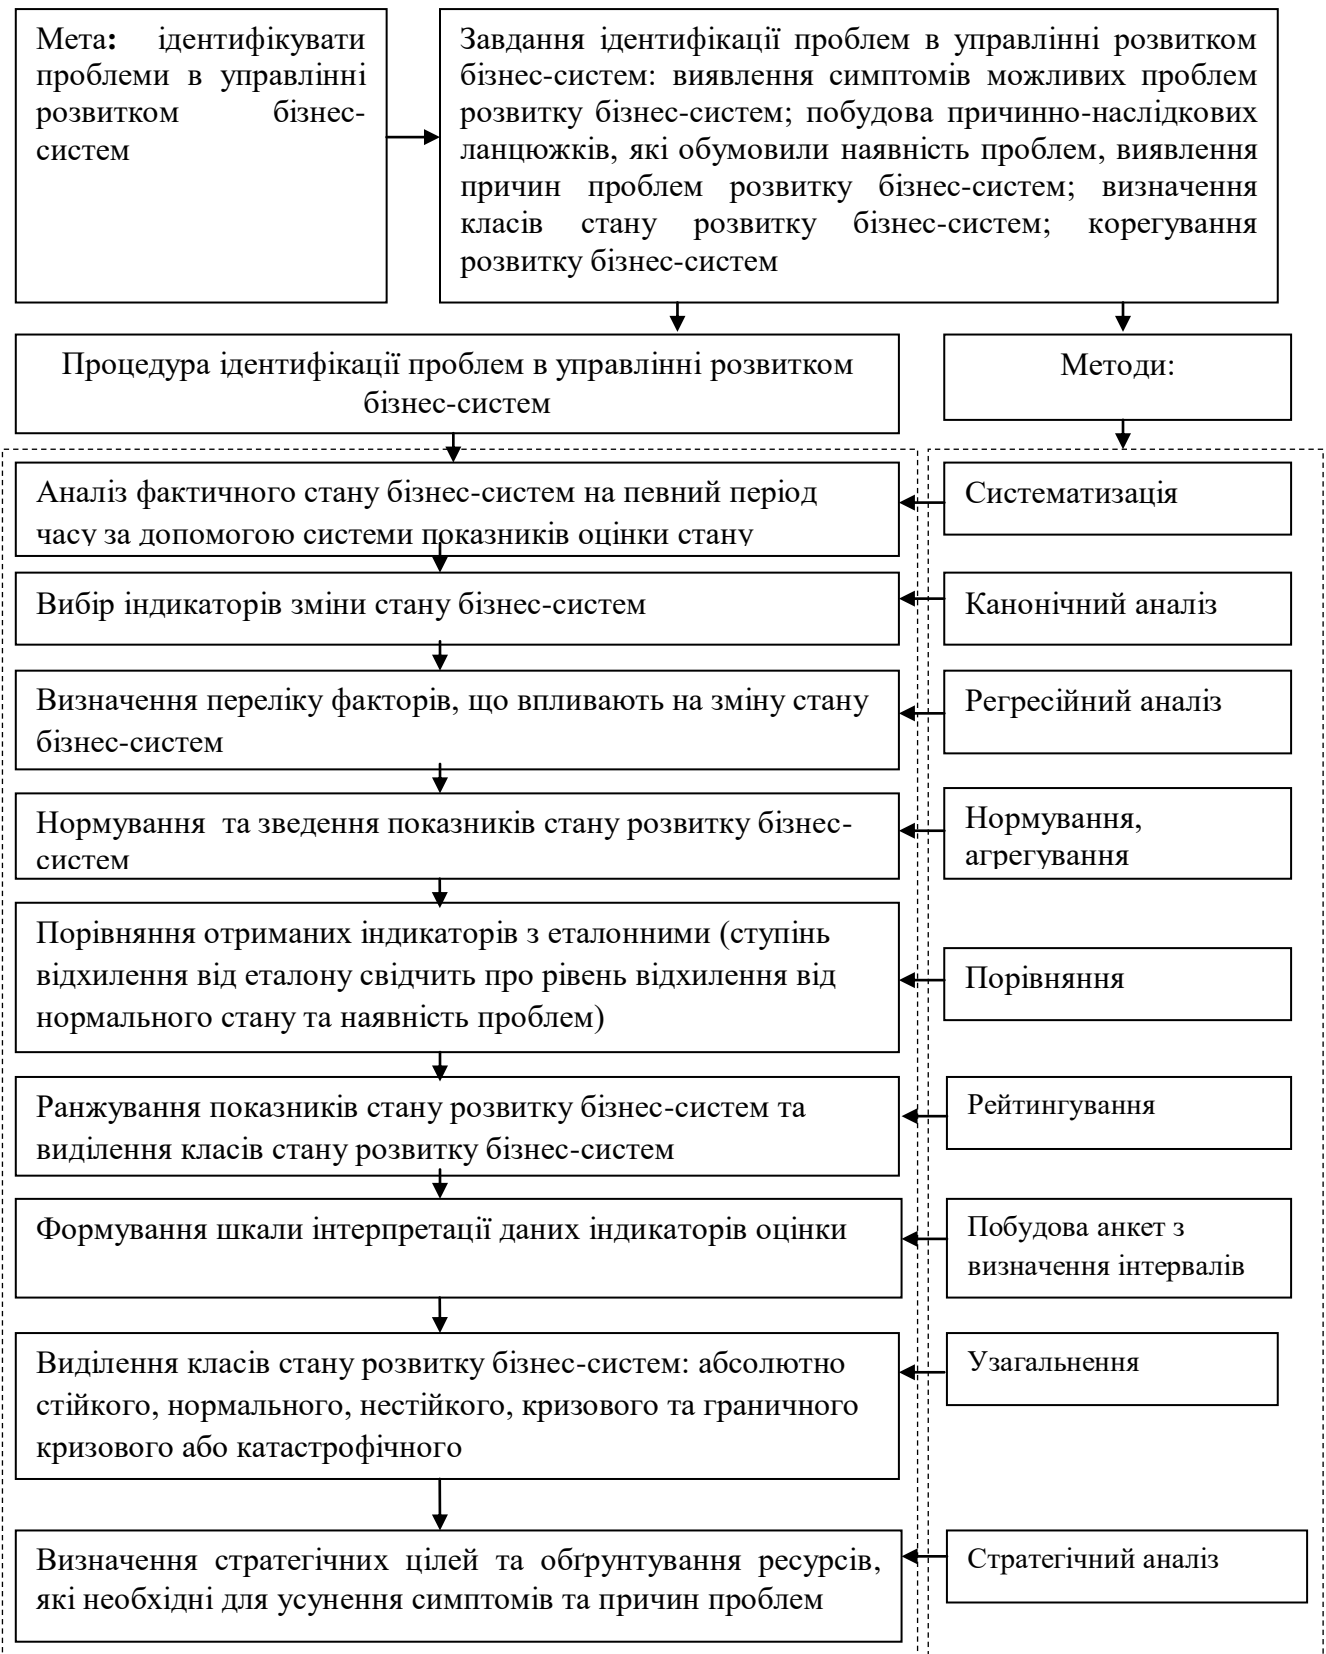 Мета: ідентифікувати
проблеми в управлінні
розвитком бізнес-
систем
Завдання ідентифікації проблем в управлінні розвитком
бізнес-систем: виявлення симптомів можливих проблем
розвитку бізнес-систем; побудова причинно-наслідкових
ланцюжків, які обумовили наявність проблем, виявлення
причин проблем розвитку бізнес-систем; визначення
класів стану розвитку бізнес-систем; корегування
розвитку бізнес-систем
Процедура ідентифікації проблем в управлінні розвитком
бізнес-систем
Методи:
Аналіз фактичного стану бізнес-систем на певний період
часу за допомогою системи показників оцінки стану
Систематизація
Вибір індикаторів зміни стану бізнес-систем
Канонічний аналіз
Визначення переліку факторів, що впливають на зміну стану
бізнес-систем
Регресійний аналіз
Нормування та зведення показників стану розвитку бізнес-
систем
Нормування,
агрегування
Порівняння отриманих індикаторів з еталонними (ступінь
відхилення від еталону свідчить про рівень відхилення від
нормального стану та наявність проблем)
Порівняння
Ранжування показників стану розвитку бізнес-систем та
виділення класів стану розвитку бізнес-систем
Рейтингування
Формування шкали інтерпретації даних індикаторів оцінки
Побудова анкет з
визначення інтервалів
Виділення класів стану розвитку бізнес-систем: абсолютно
стійкого, нормального, нестійкого, кризового та граничного
кризового або катастрофічного
Узагальнення
Визначення стратегічних цілей та обґрунтування ресурсів,
які необхідні для усунення симптомів та причин проблем
Стратегічний аналіз